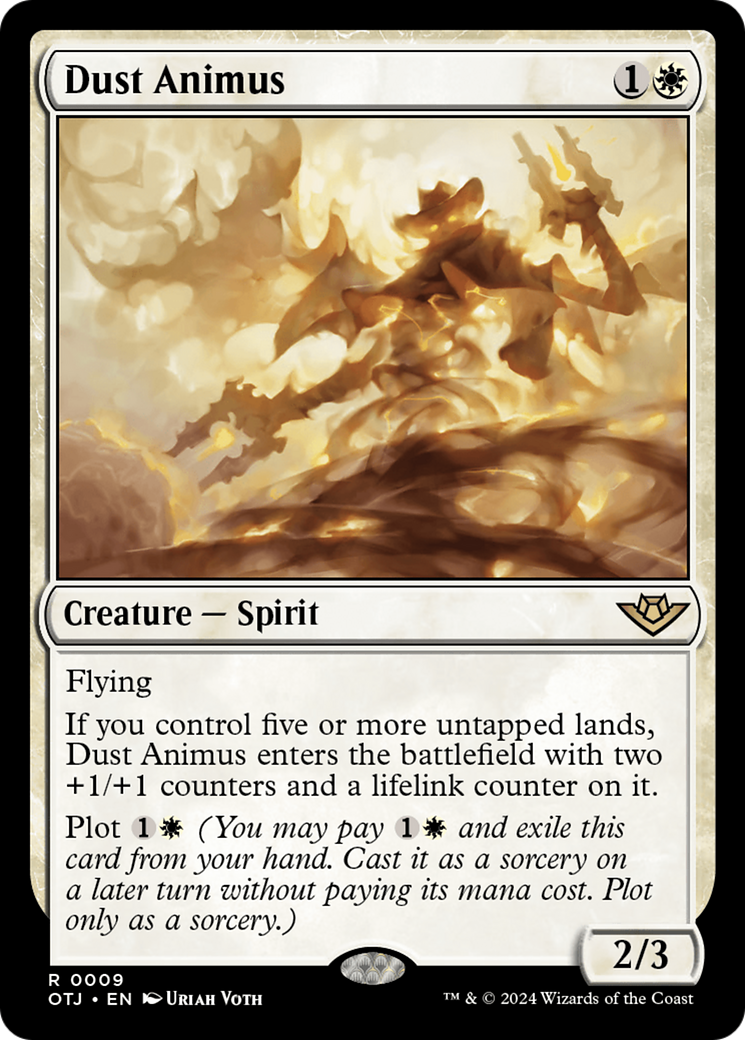 Dust Animus 1
Creature — Spirit
Flying
If you control five or more untapped lands,
Dust Animus enters the battlefield with two
+1/+1 counters and a lifelink counter on it.
Plot 1 (You may pay 1 and exile this
card from your hand. Cast it as a sorcery on
a later turn without paying its mana cost. Plot
only as a sorcery.)
2/3
R 0009
OTJ • EN Uriah Voth
™ & © 2024 Wizards of the Coast